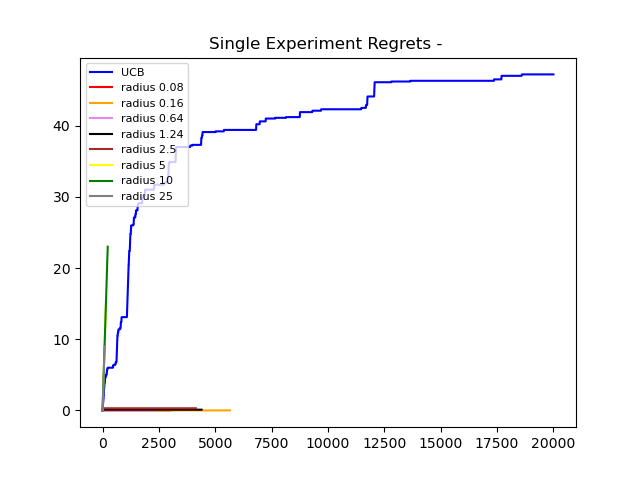 Single Experiment Regrets -
UCB
radius 0.08
radius 0.16
radius 0.64
radius 1.24
radius 2.5
radius 5
radius 10
radius 25
40
30
20
10
0
0 2500 5000 7500 10000 12500 15000 17500 20000